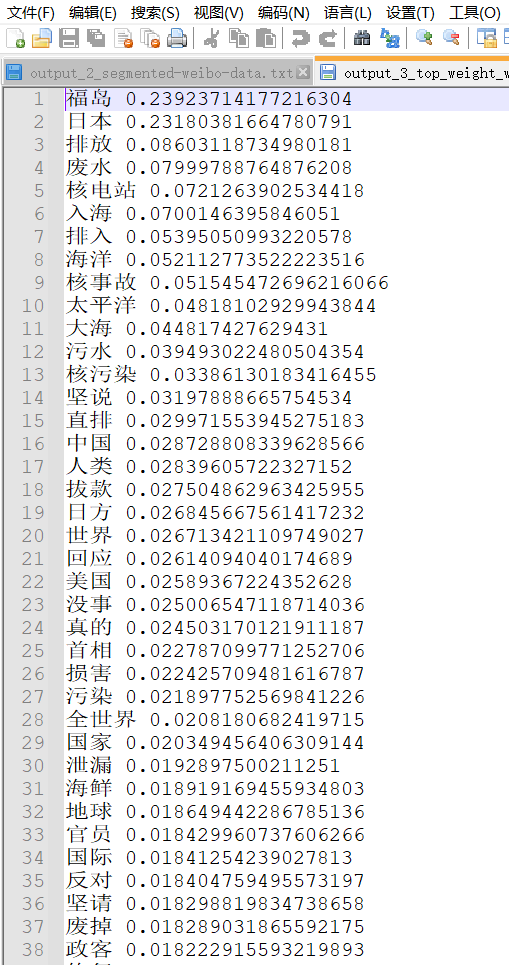 文件(F) 编辑(E) 搜索(S) 视图(V) 编码(N) 语言(L) 设置(T) 工具(O)
output_2_segmented-weibo-data.txt output_3_top_weight_w
1 福岛 0.23923714177216304
2 日本 0.23180381664780791
3 排放 0.08603118734980181
4 废水 0.07999788764876208
5 核电站 0.0721263902534418
6 入海 0.0700146395846051
7 排入 0.05395050993220578
8 海洋 0.052112773522223516
9 核事故 0.051545472696216066
10 太平洋 0.04818102929943844
11 大海 0.044817427629431
12 污水 0.039493022480504354
13 核污染 0.03386130183416455
14 坚说 0.03197888665754534
15 直排 0.029971553945275183
16 中国 0.028728808339628566
17 人类 0.02839605722327152
18 拨款 0.027504862963425955
19 日方 0.026845667561417232
20 世界 0.026713421109749027
21 回应 0.02614094040174689
22 美国 0.02589367224352628
23 没事 0.025006547118714036
24 真的 0.024503170121911187
25 首相 0.022787099771252706
26 损害 0.022425709481616787
27 污染 0.021897752569841226
28 全世界 0.0208180682419715
29 国家 0.020349456406309144
30 泄漏 0.0192897500211251
31 海鲜 0.018919169455934803
32 地球 0.018649442286785136
33 官员 0.018429960737606266
34 国际 0.01841254239027813
35 反对 0.018404759495573197
36 坚请 0.018298819834738658
37 废掉 0.018289031865592175
38 政客 0.018222915593219893